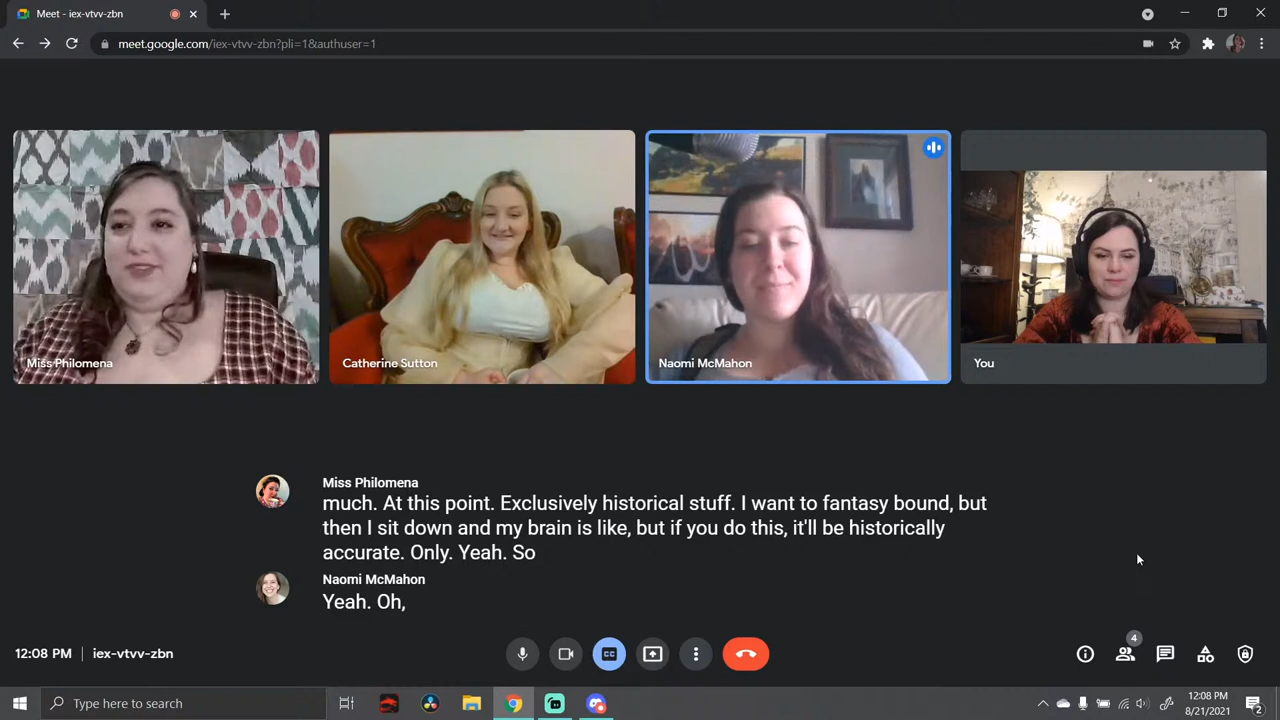 Meet - iex-vtvv-zbn
meet.google.com/iex-vtvv-zbn?pli=1&authuser=1
Miss Philomena
Catherine Sutton
Naomi McMahon
You
Miss Philomena
much. At this point. Exclusively historical stuff. I want to fantasy bound, but
then I sit down and my brain is like, but if you do this, it'll be historically
accurate. Only. Yeah. So
Naomi McMahon
Yeah. Oh,
12:08 PM | iex-vtvv-zbn
CC
4
Type here to search
12:08 PM
8/21/2021
2